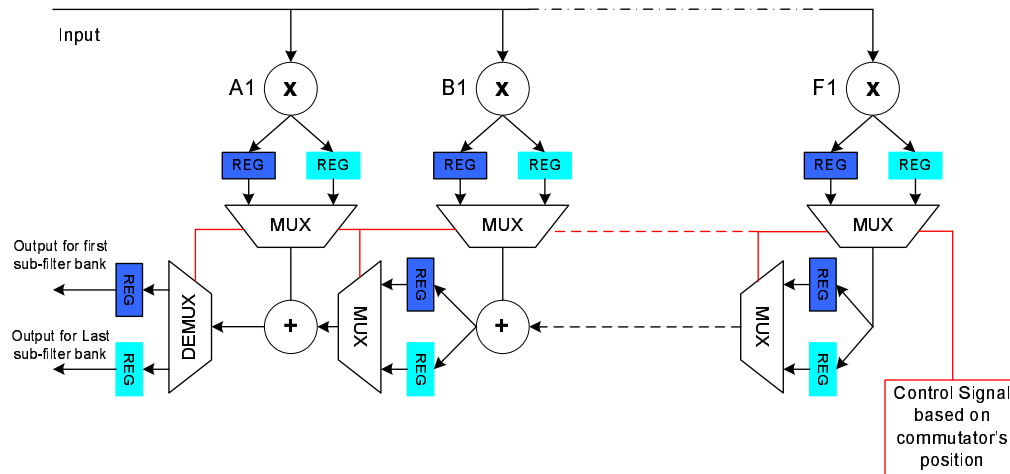 Input
A1
x
B1
x
F1
x
REG
REG
REG
REG
REG
REG
MUX
MUX
MUX
Output for first
sub-filter bank
REG
DEMUX
+
MUX
REG
+
MUX
REG
Output for Last
sub-filter bank
REG
REG
REG
Control Signal
based on
commutator's
position